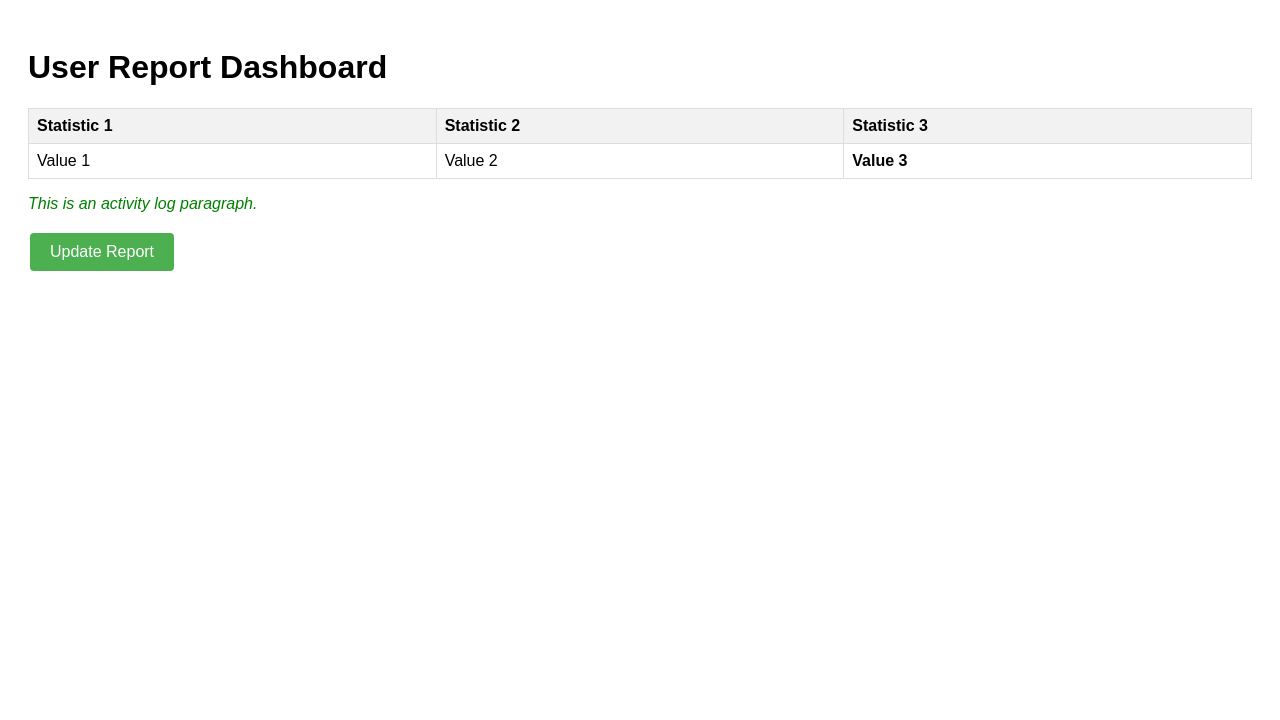 User Report Dashboard
Statistic 1 Statistic 2 Statistic 3
Value 1 Value 2 Value 3
This is an activity log paragraph.
Update Report